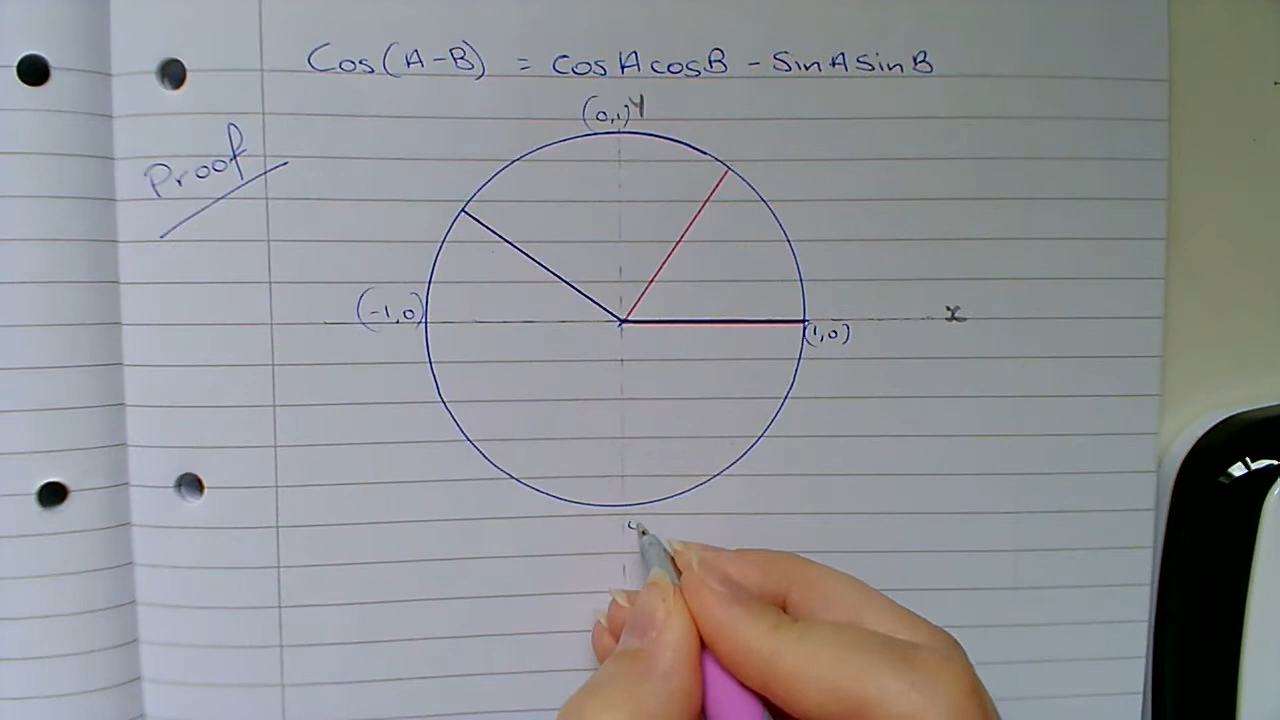 Cos(A-B) = cosAcosB - SinASinB
(0,1) y
Proof
(-1,0)
x
(1,0)